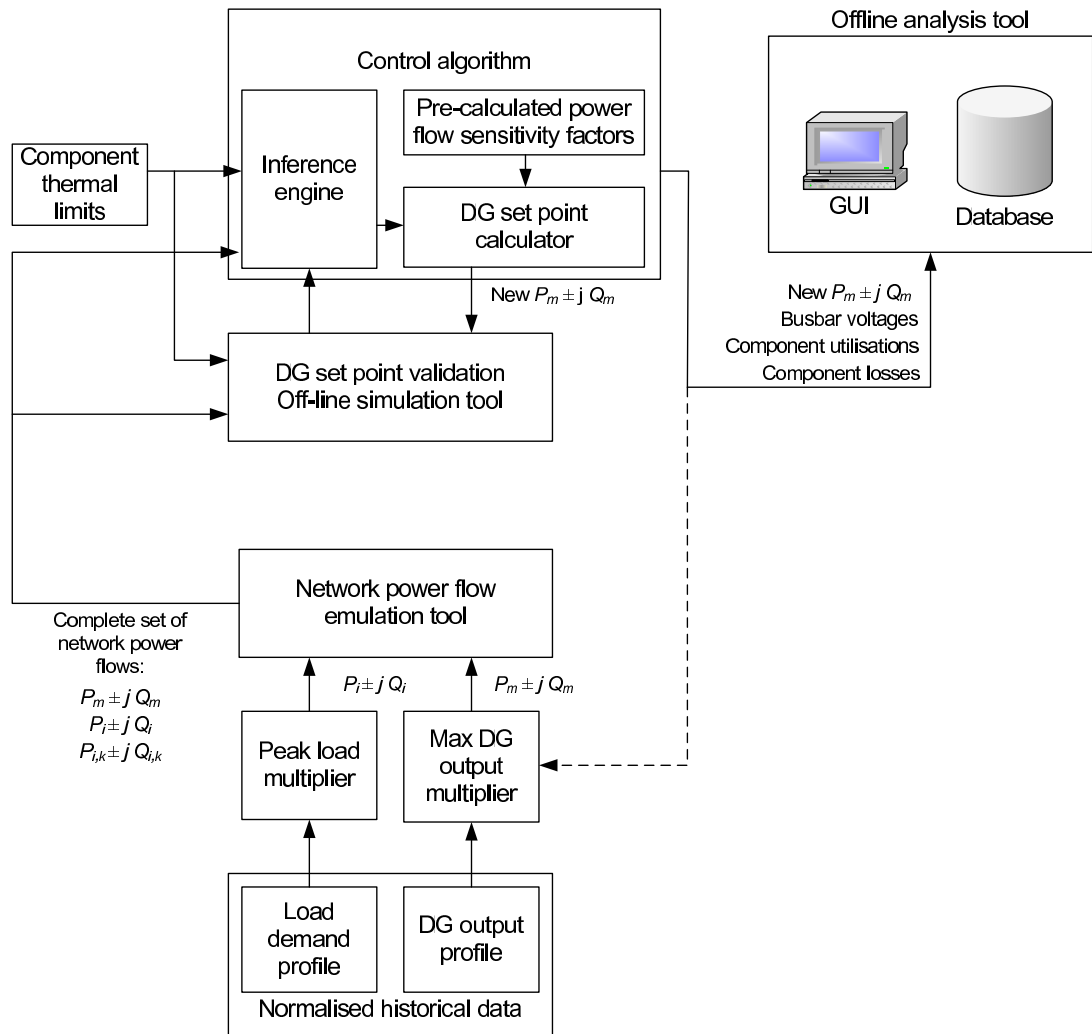 Offline analysis tool
GUI
Database
Control algorithm
Pre-calculated power
flow sensitivity factors
Inference
engine
DG set point
calculator
Component
thermal
limits
New Pm ± j Qm
New Pm ± j Qm
Busbar voltages
Component utilisations
Component losses
DG set point validation
Off-line simulation tool
Network power flow
emulation tool
Complete set of
network power
flows:
Pm ± j Qm
Pi ± j Qi
Pi,k ± j Qi,k
Pi ± j Qi
Pm ± j Qm
Peak load
multiplier
Max DG
output
multiplier
Load
demand
profile
DG output
profile
Normalised historical data